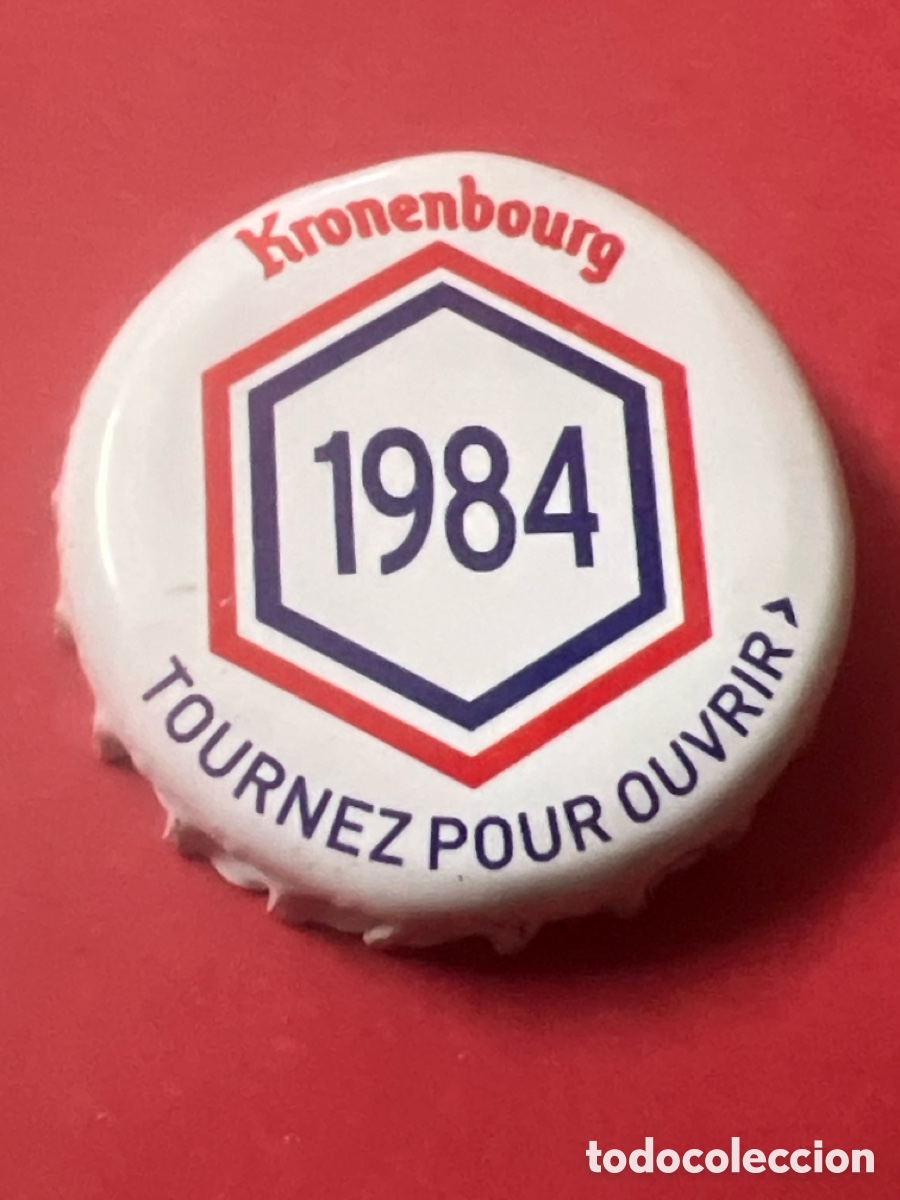 Kronenbourg
1984
TOURNEZ POUR OUVRIR >
todocoleccion